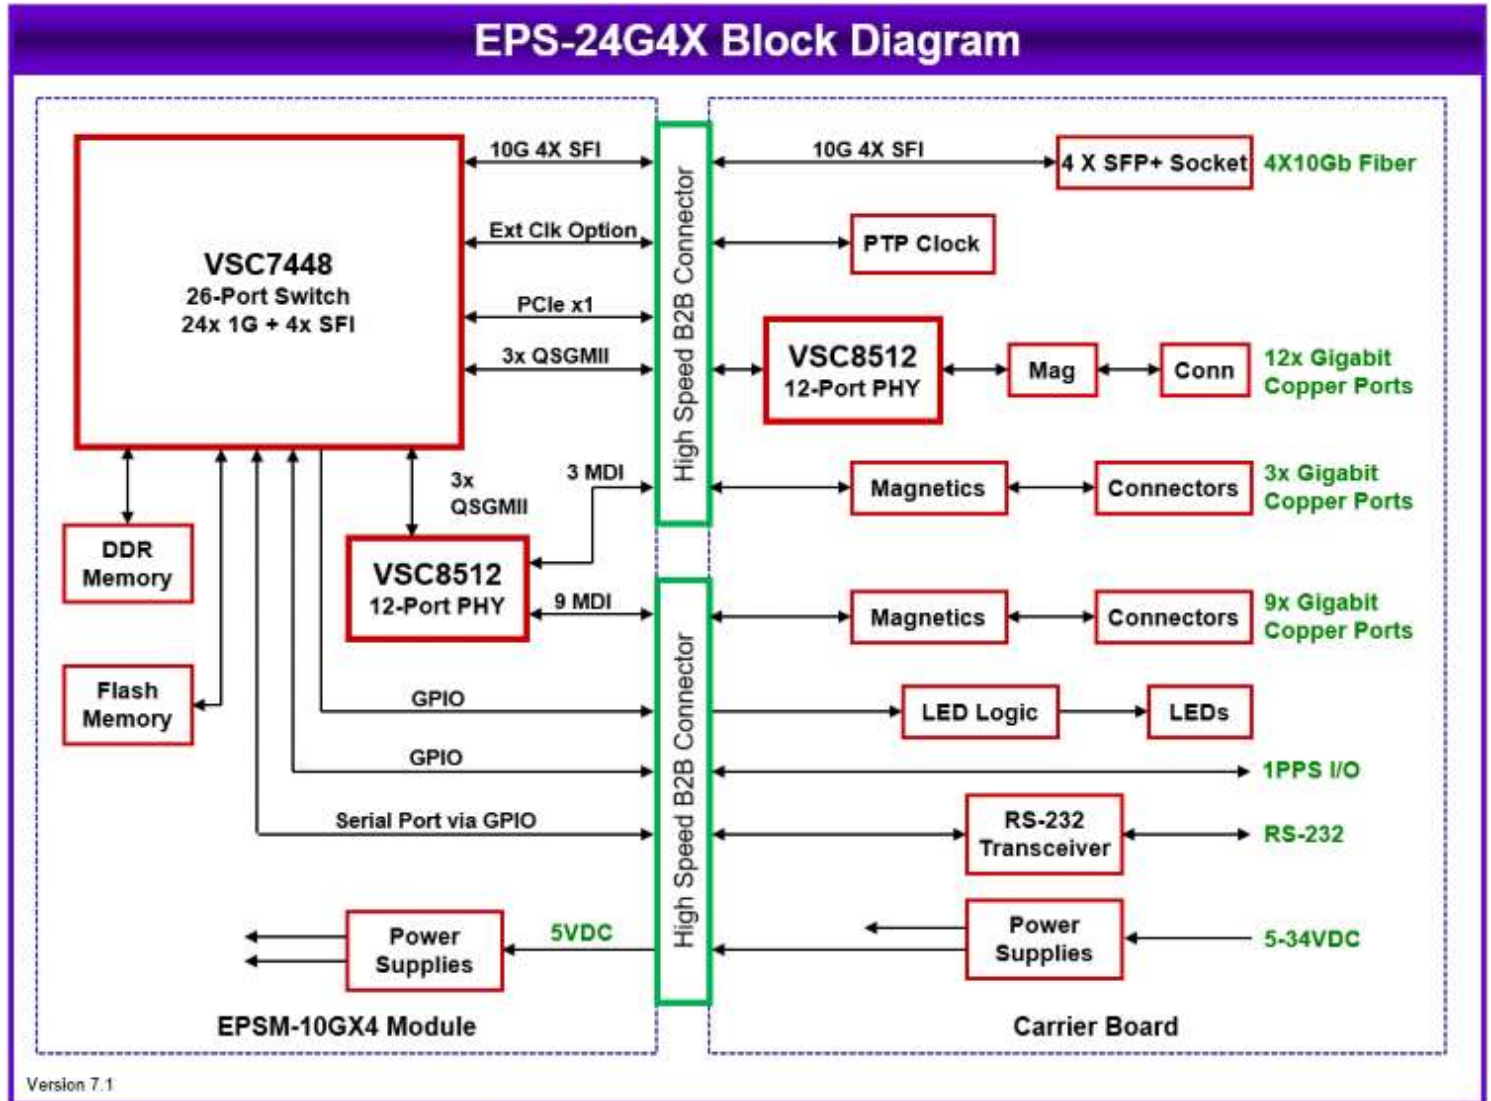 EPS-24G4X Block Diagram
VSC7448
26-Port Switch
24x 1G + 4x SFI
10G 4X SFI
Ext Clk Option
PCIe x1
3x QSGMII
3x
QSGMII
3 MDI
VSC8512
12-Port PHY
9 MDI
DDR
Memory
Flash
Memory
GPIO
GPIO
Serial Port via GPIO
Power
Supplies
5VDC
EPSM-10GX4 Module
High Speed B2B Connector
High Speed B2B Connector
10G 4X SFI
4 X SFP+ Socket
4X10Gb Fiber
PTP Clock
VSC8512
12-Port PHY
Mag
Conn
12x Gigabit
Copper Ports
Magnetics
Connectors
3x Gigabit
Copper Ports
Magnetics
Connectors
9x Gigabit
Copper Ports
LED Logic
LEDs
1PPS I/O
RS-232
Transceiver
RS-232
Power
Supplies
5-34VDC
Carrier Board
Version 7.1